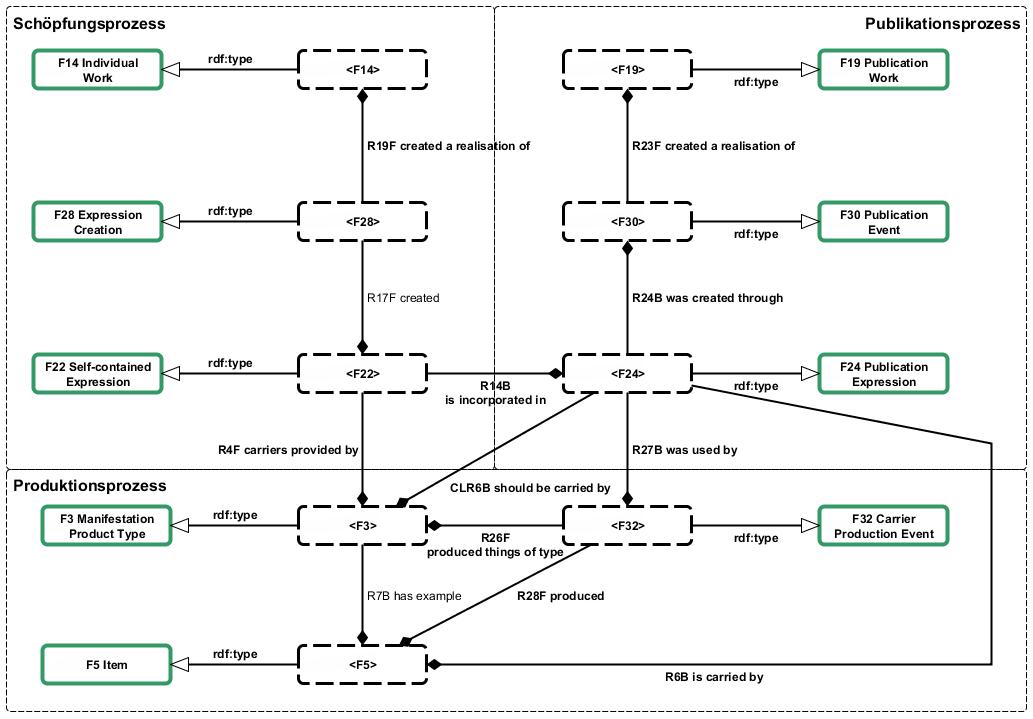 Schöpfungsprozess
Publikationsprozess
F14 Individual
Work
rdf:type
<F14>
<F19>
rdf:type
F19 Publication
Work
R19F created a realisation of
R23F created a realisation of
F28 Expression
Creation
rdf:type
<F28>
<F30>
rdf:type
F30 Publication
Event
R17F created
R24B was created through
F22 Self-contained
Expression
rdf:type
<F22>
R14B
is incorporated in
<F24>
rdf:type
F24 Publication
Expression
R4F carriers provided by
R27B was used by
Produktionsprozess
CLR6B should be carried by
F3 Manifestation
Product Type
rdf:type
<F3>
R26F
produced things of type
<F32>
rdf:type
F32 Carrier
Production Event
R7B has example
R28F produced
F5 Item
rdf:type
<F5>
R6B is carried by